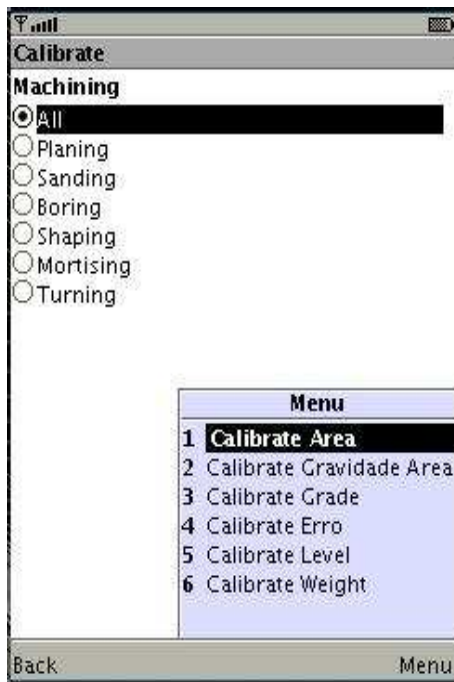 Calibrate
Machining
All
Planing
Sanding
Boring
Shaping
Mortising
Turning
Menu
1 Calibrate Area
2 Calibrate Gravidade Area
3 Calibrate Grade
4 Calibrate Erro
5 Calibrate Level
6 Calibrate Weight
Back Menu